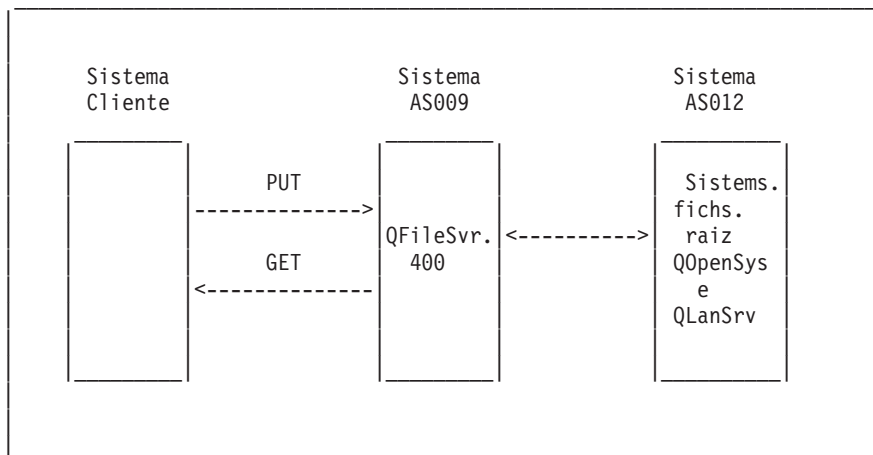 Sistema Sistema Sistema
Cliente AS009 AS012
PUT Sistems.
-------------> fichs.
QFileSvr. <----------> raiz
GET 400 QOpenSys
<------------- e
QLanSrv